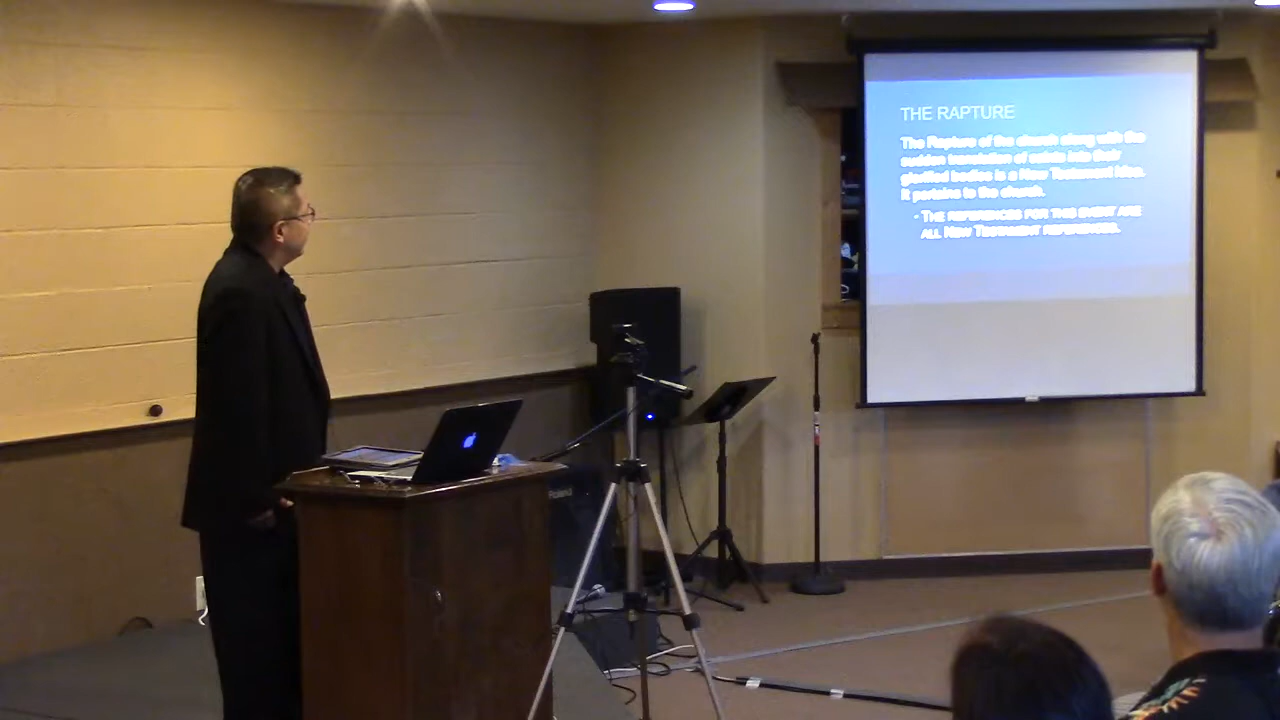 THE RAPTURE
The Rapture of the church along with the
sudden translation of saints into their
glorified bodies is a New Testament idea.
It pertains to the church.
- THE REFERENCES FOR THIS EVENT ARE
ALL NEW TESTAMENT REFERENCES.
Roland